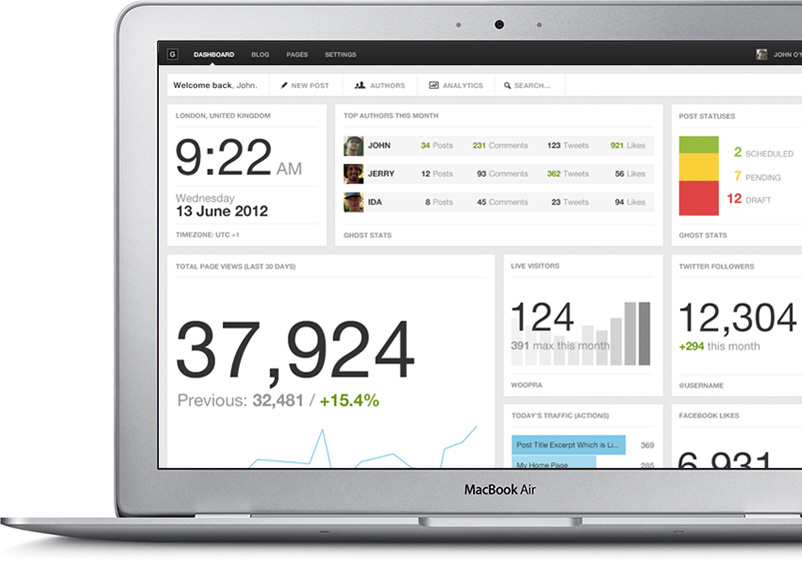 G DASHBOARD BLOG PAGES SETTINGS JOHN O'
Welcome back, John. NEW POST AUTHORS ANALYTICS SEARCH...
LONDON, UNITED KINGDOM
9:22 AM
Wednesday
13 June 2012
TIMEZONE: UTC +1
TOP AUTHORS THIS MONTH
JOHN 34 Posts 231 Comments 123 Tweets 921 Likes
JERRY 12 Posts 93 Comments 362 Tweets 56 Likes
IDA 8 Posts 45 Comments 23 Tweets 94 Likes
GHOST STATS
POST STATUSES
2 SCHEDULED
7 PENDING
12 DRAFT
GHOST STATS
TOTAL PAGE VIEWS (LAST 30 DAYS)
37,924
Previous: 32,481 / +15.4%
LIVE VISITORS
124
391 max this month
WOOPRA
TWITTER FOLLOWERS
12,304
+294 this month
@USERNAME
TODAY'S TRAFFIC (ACTIONS)
Post Title Excerpt Which is Li... 369
My Home Page 285
FACEBOOK LIKES
6,931
MacBook Air